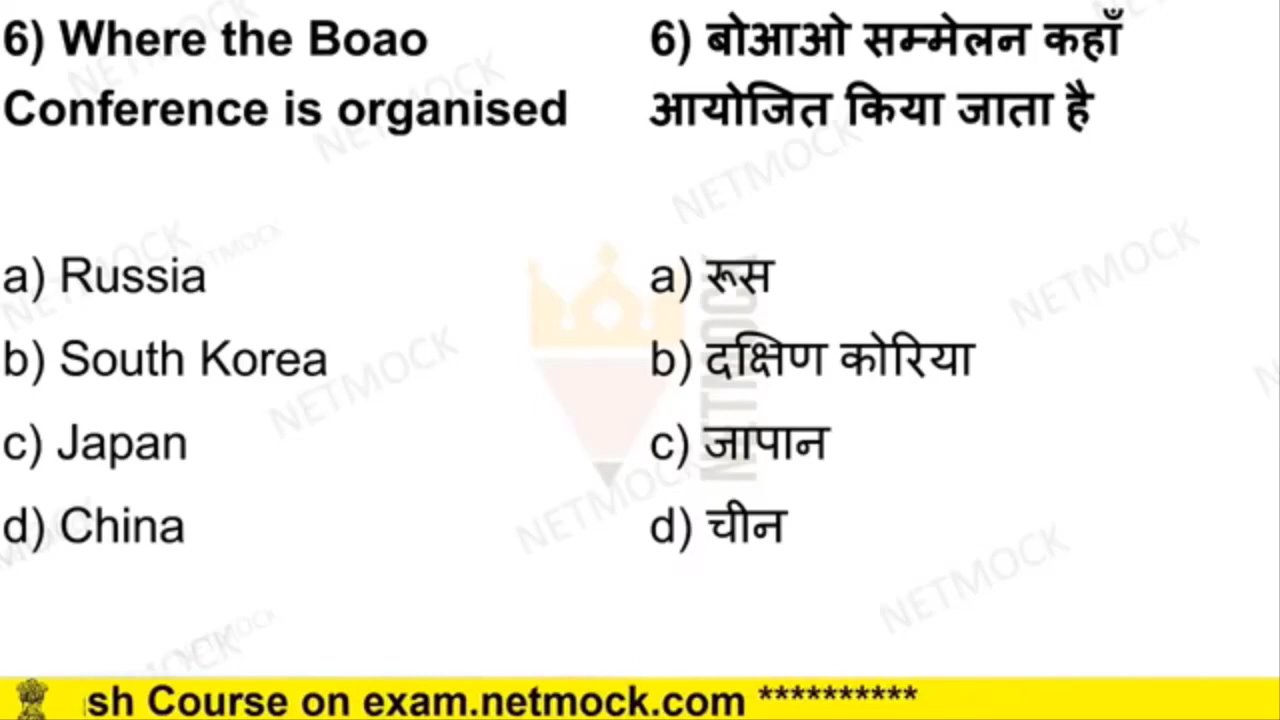 6) Where the Boao
Conference is organised
a) Russia
b) South Korea
c) Japan
d) China
6) बोआओ सम्मेलन कहाँ
आयोजित किया जाता है
a) रूस
b) दक्षिण कोरिया
c) जापान
d) चीन
NETMOCK
sh Course on exam.netmock.com **********